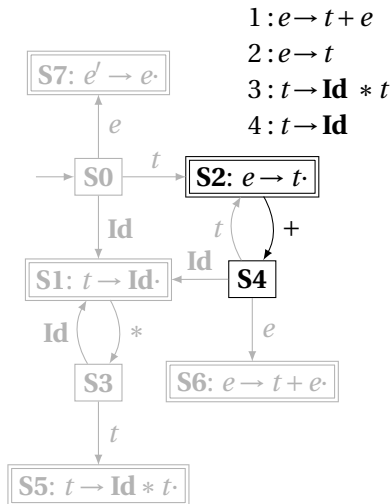 1 : e → t + e
2 : e → t
3 : t → Id * t
4 : t → Id
S7: e′ → e·
e
S0
t
S2: e → t·
Id
t
+
S1: t → Id·
Id
S4
Id
*
e
S3
S6: e → t + e·
t
S5: t → Id * t·